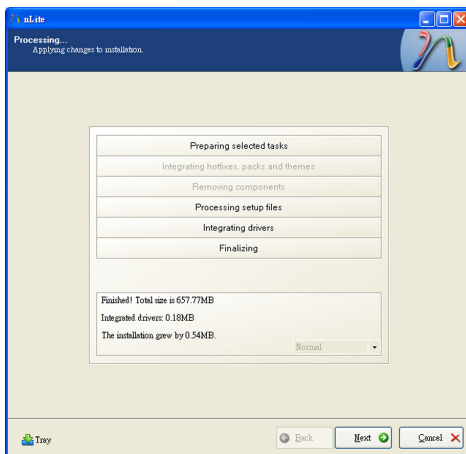 nLite
Processing...
Applying changes to installation.
Preparing selected tasks
Integrating hotfixes, packs and themes
Removing components
Processing setup files
Integrating drivers
Finalizing
Finished! Total size is 657.77MB
Integrated drivers: 0.18MB
The installation grew by 0.54MB.
Normal
Tray
Back
Next
Cancel